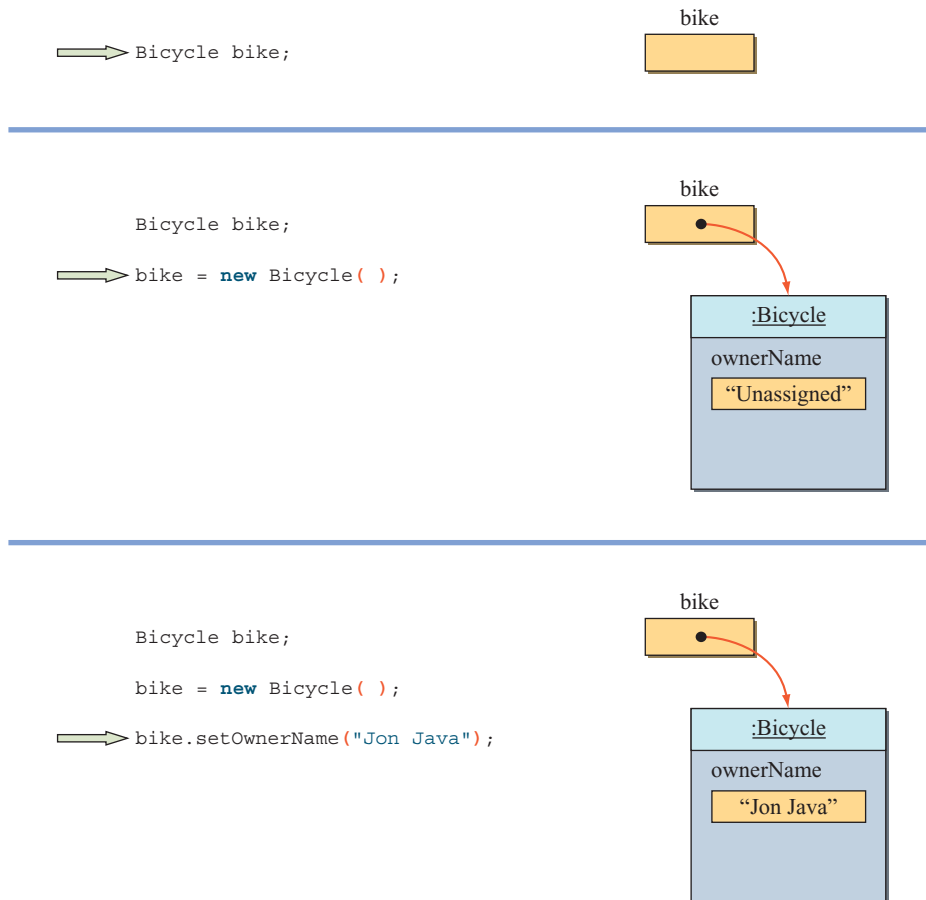 bike
Bicycle bike;
bike
Bicycle bike;
bike = new Bicycle( );
:Bicycle
ownerName
“Unassigned”
bike
Bicycle bike;
bike = new Bicycle( );
bike.setOwnerName("Jon Java");
:Bicycle
ownerName
“Jon Java”